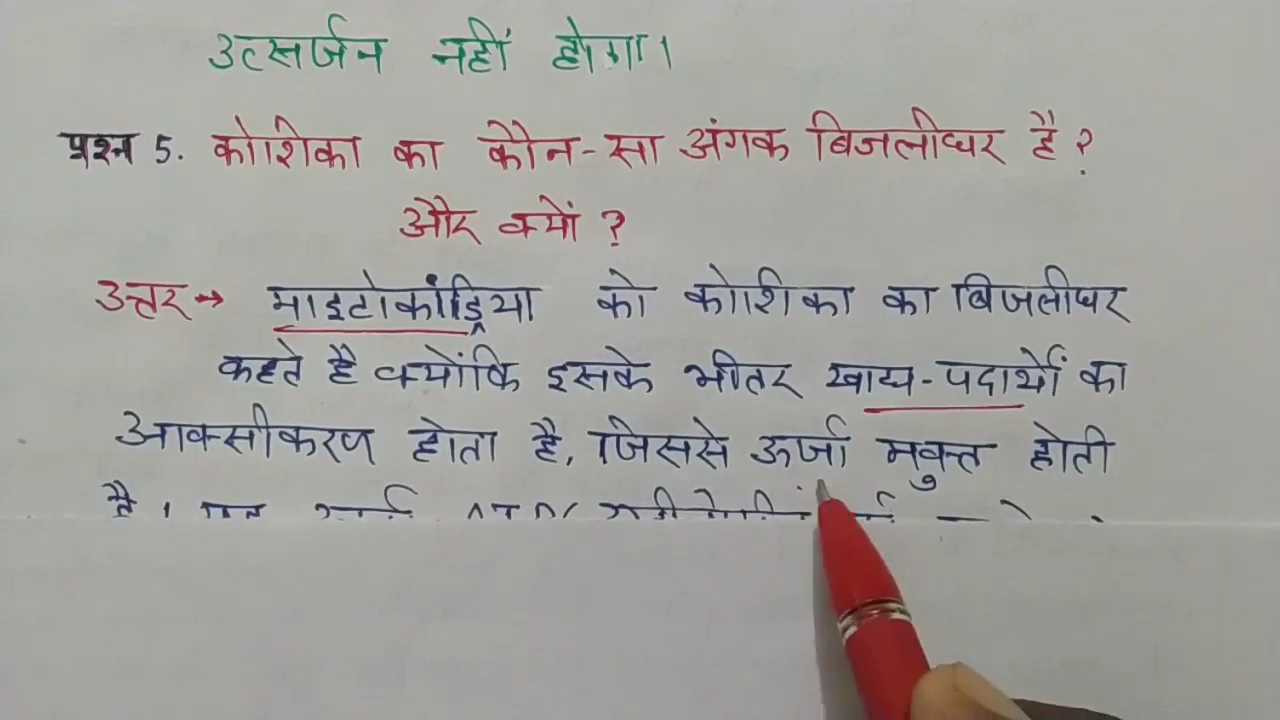 उत्सर्जन नहीं होगा।
प्रश्न 5. कोशिका का कौन-सा अंगक बिजलीघर है?
और क्यों?
उत्तर → माइटोकांड्रिया को कोशिका का बिजलीघर
कहते है क्योंकि इसके भीतर खाद्य-पदार्थों का
आक्सीकरण होता है, जिससे ऊर्जा मुक्त होती
है।